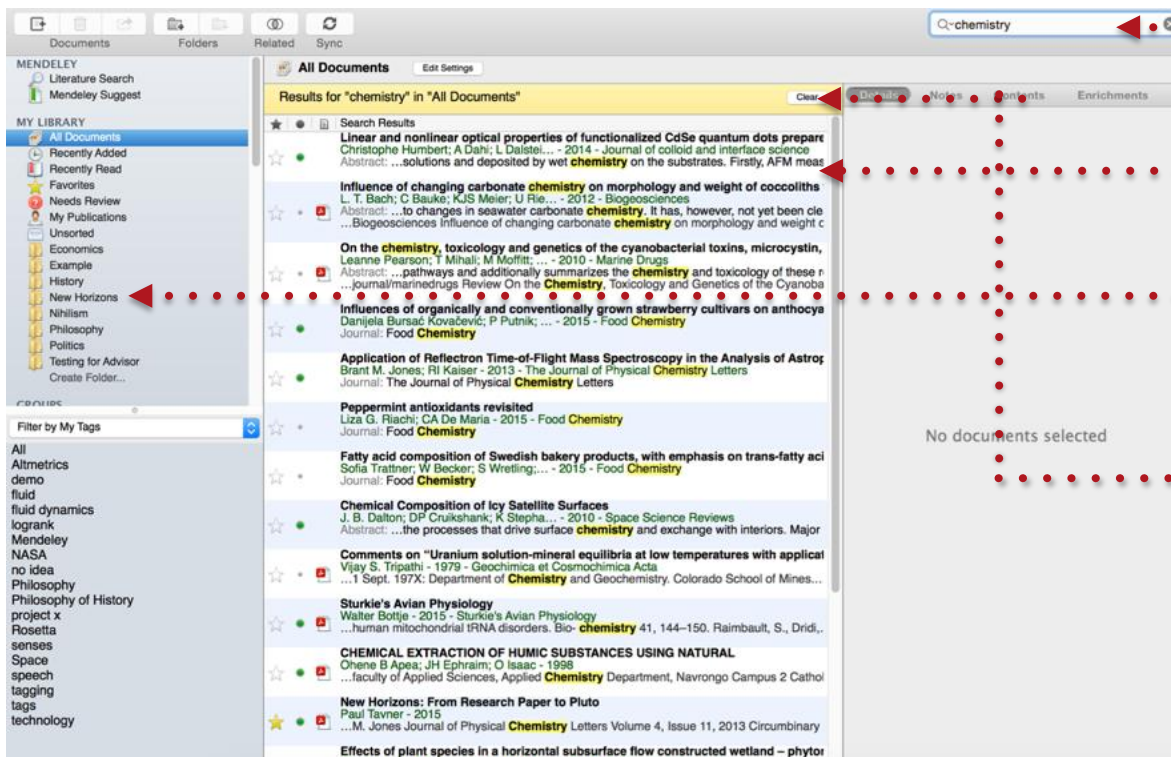 chemistry
Documents Folders Related Sync
MENDELEY
Literature Search
Mendeley Suggest
MY LIBRARY
All Documents
Recently Added
Recently Read
Favorites
Needs Review
My Publications
Unsorted
Economics
Example
History
New Horizons
Nihilism
Philosophy
Politics
Testing for Advisor
Create Folder...
GROUPS
Filter by My Tags
All
Altmetrics
demo
fluid
fluid dynamics
logrank
Mendeley
NASA
no idea
Philosophy
Philosophy of History
project x
Rosetta
senses
Space
speech
tagging
tags
technology
All Documents Edit Settings
Results for "chemistry" in "All Documents" Clear
Search Results
Linear and nonlinear optical properties of functionalized CdSe quantum dots prepare
Christophe Humbert; A Dahi; L Dalstei... - 2014 - Journal of colloid and interface science
Abstract: ...solutions and deposited by wet chemistry on the substrates. Firstly, AFM meas
Influence of changing carbonate chemistry on morphology and weight of coccoliths
L. T. Bach; C Bauke; KJS Meier; U Rie... - 2012 - Biogeosciences
Abstract: ...to changes in seawater carbonate chemistry. It has, however, not yet been cle
...Biogeosciences Influence of changing carbonate chemistry on morphology and weight c
On the chemistry, toxicology and genetics of the cyanobacterial toxins, microcystin,
Leanne Pearson; T Mihali; M Moffitt; ... - 2010 - Marine Drugs
Abstract: ...pathways and additionally summarizes the chemistry and toxicology of these
...journal/marinedrugs Review On the Chemistry, Toxicology and Genetics of the Cyanoba
Influences of organically and conventionally grown strawberry cultivars on anthocya
Danijela Bursać Kovačević; P Putnik; ... - 2015 - Food Chemistry
Journal: Food Chemistry
Application of Reflectron Time-of-Flight Mass Spectroscopy in the Analysis of Astrop
Brant M. Jones; RI Kaiser - 2013 - The Journal of Physical Chemistry Letters
Journal: The Journal of Physical Chemistry Letters
Peppermint antioxidants revisited
Liza G. Riachi; CA De Maria - 2015 - Food Chemistry
Journal: Food Chemistry
Fatty acid composition of Swedish bakery products, with emphasis on trans-fatty aci
Sofia Trattner; W Becker; S Wretling;... - 2015 - Food Chemistry
Journal: Food Chemistry
Chemical Composition of Icy Satellite Surfaces
J. B. Dalton; DP Cruikshank; K Stepha... - 2010 - Space Science Reviews
Abstract: ...the processes that drive surface chemistry and exchange with interiors. Major
Comments on “Uranium solution-mineral equilibria at low temperatures with applicat
Vijay S. Tripathi - 1979 - Geochimica et Cosmochimica Acta
...1 Sept. 197X: Department of Chemistry and Geochemistry. Colorado School of Mines...
Sturkie's Avian Physiology
Walter Bottje - 2015 - Sturkie's Avian Physiology
...human mitochondrial tRNA disorders. Bio- chemistry 41, 144–150. Raimbault, S., Dridi,.
CHEMICAL EXTRACTION OF HUMIC SUBSTANCES USING NATURAL
Ohene B Apea; JH Ephraim; O Isaac - 1998
...faculty of Applied Sciences, Applied Chemistry Department, Navrongo Campus 2 Cathol
New Horizons: From Research Paper to Pluto
Paul Tavner - 2015
...M. Jones Journal of Physical Chemistry Letters Volume 4, Issue 11, 2013 Circumbinary
Effects of plant species in a horizontal subsurface flow constructed wetland – phytor
Details Notes Contents Enrichments
No documents selected